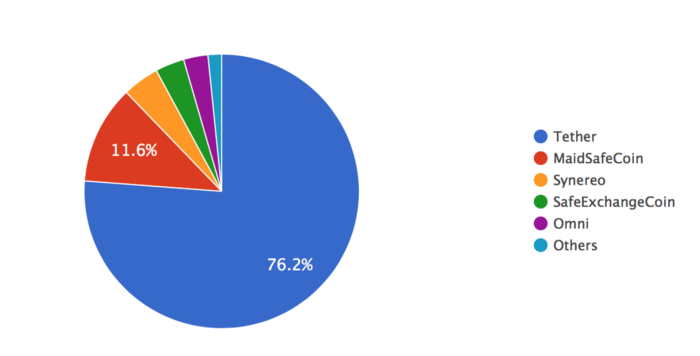 11.6%
76.2%
Tether
MaidSafeCoin
Synereo
SafeExchangeCoin
Omni
Others